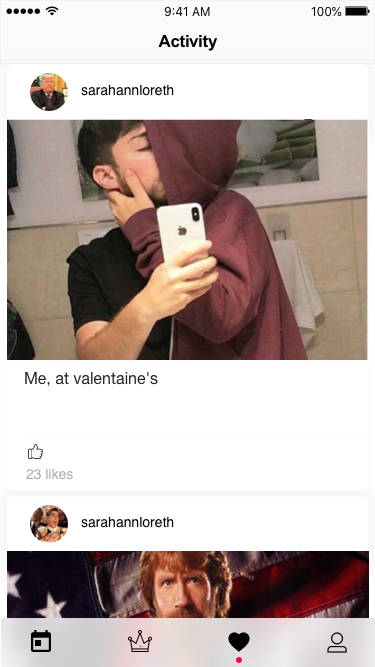 9:41 AM
100%
Activity
sarahannloreth
Me, at valentaine's
23 likes
sarahannloreth